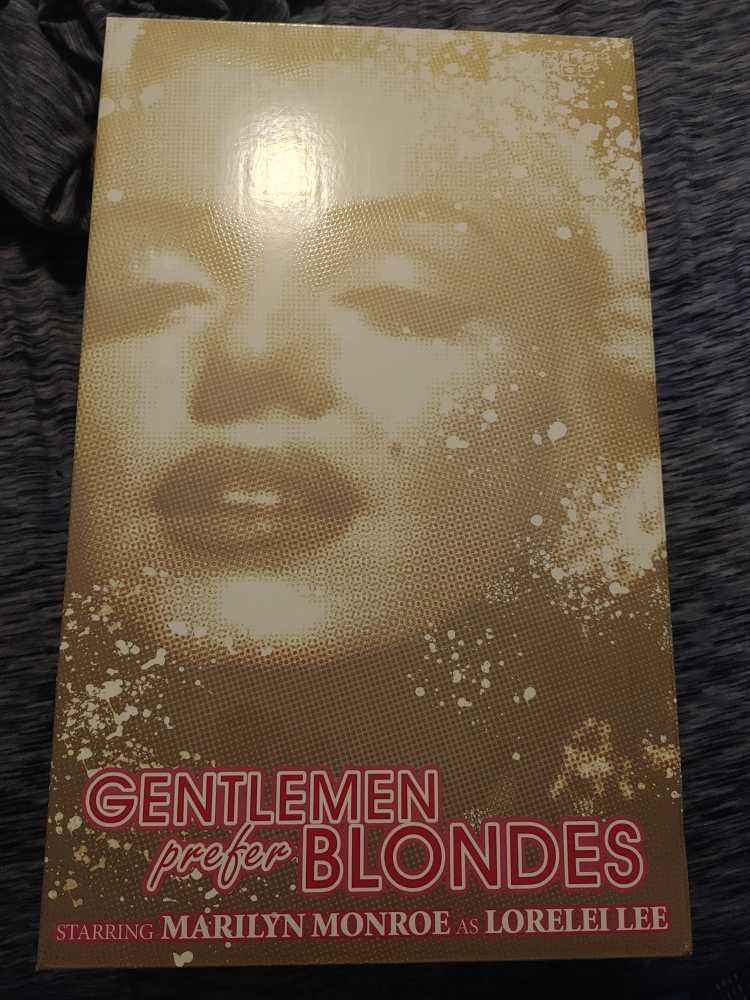 GENTLEMEN
prefer BLONDES
STARRING MARILYN MONROE AS LORELEI LEE